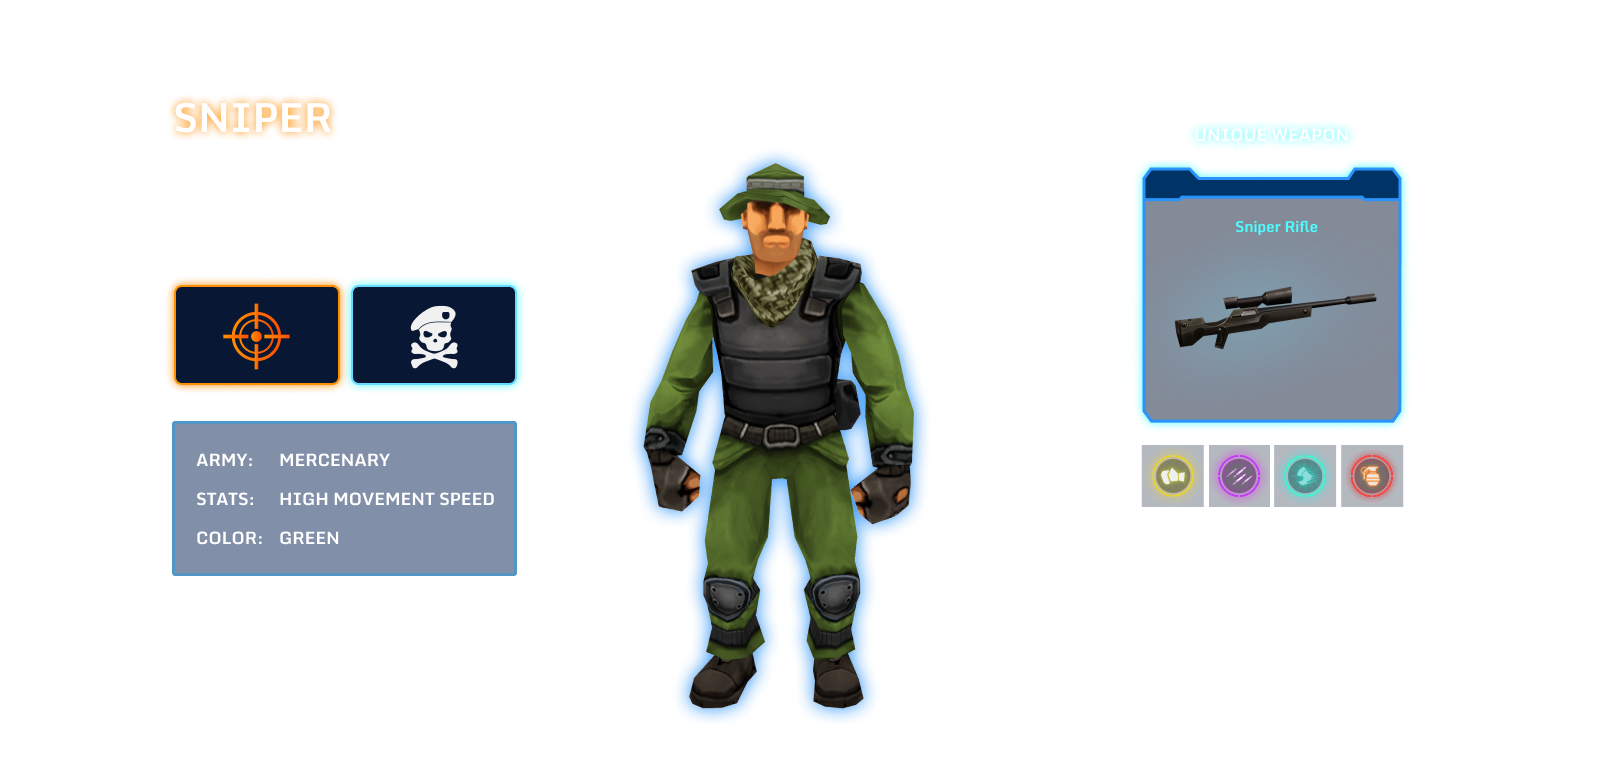 SNIPER
UNIQUE WEAPON
Sniper Rifle
ARMY: MERCENARY
STATS: HIGH MOVEMENT SPEED
COLOR: GREEN